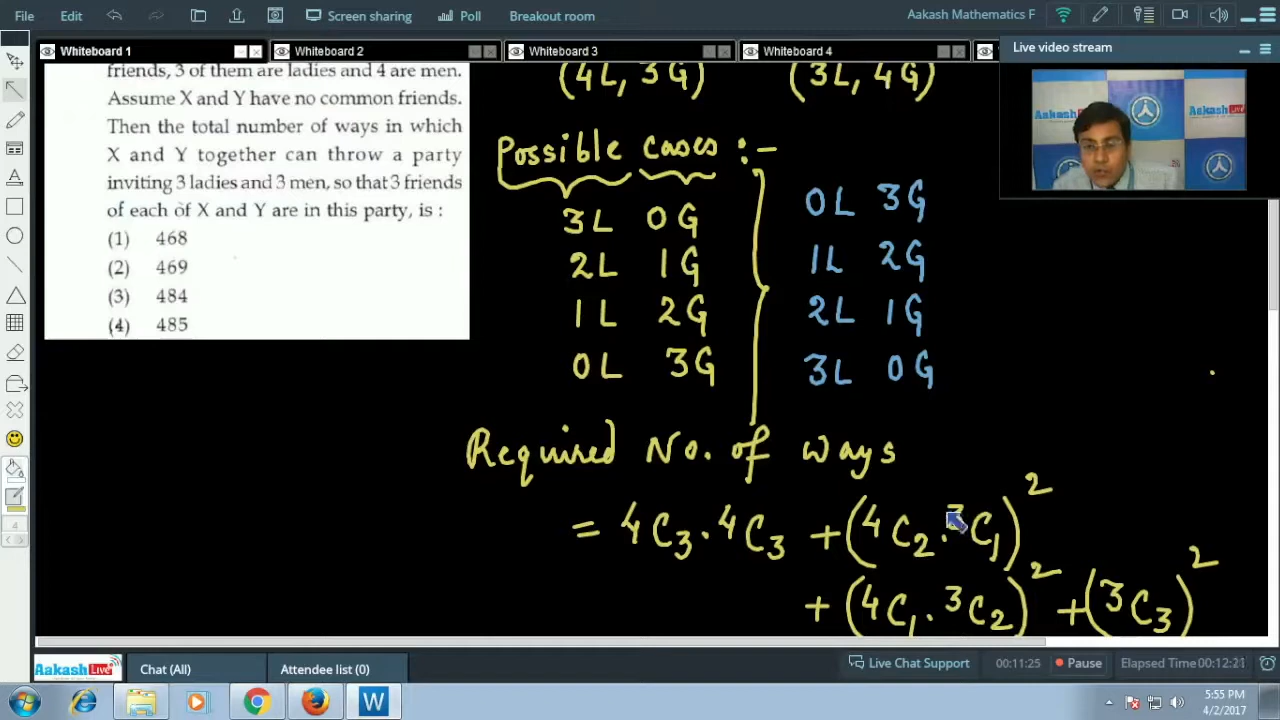 File Edit Screen sharing Poll Breakout room Aakash Mathematics F
Whiteboard 1 Whiteboard 2 Whiteboard 3 Whiteboard 4
Live video stream
Aakash Live
friends, 3 of them are ladies and 4 are men.
Assume X and Y have no common friends.
Then the total number of ways in which
X and Y together can throw a party
inviting 3 ladies and 3 men, so that 3 friends
of each of X and Y are in this party, is :
(1) 468
(2) 469
(3) 484
(4) 485
(4L, 3G) (3L, 4G)
Possible cases :-
3L 0G 0L 3G
2L 1G 1L 2G
1L 2G 2L 1G
0L 3G 3L 0G
Required No. of ways
= 4C₃ . 4C₃ + (4C₂ . 3C₁)²
+ (4C₁ . 3C₂)² + (3C₃)²
4
Aakash Live Chat (All) Attendee list (0) Live Chat Support 00:11:25 Pause Elapsed Time 00:12:21
5:55 PM
4/2/2017